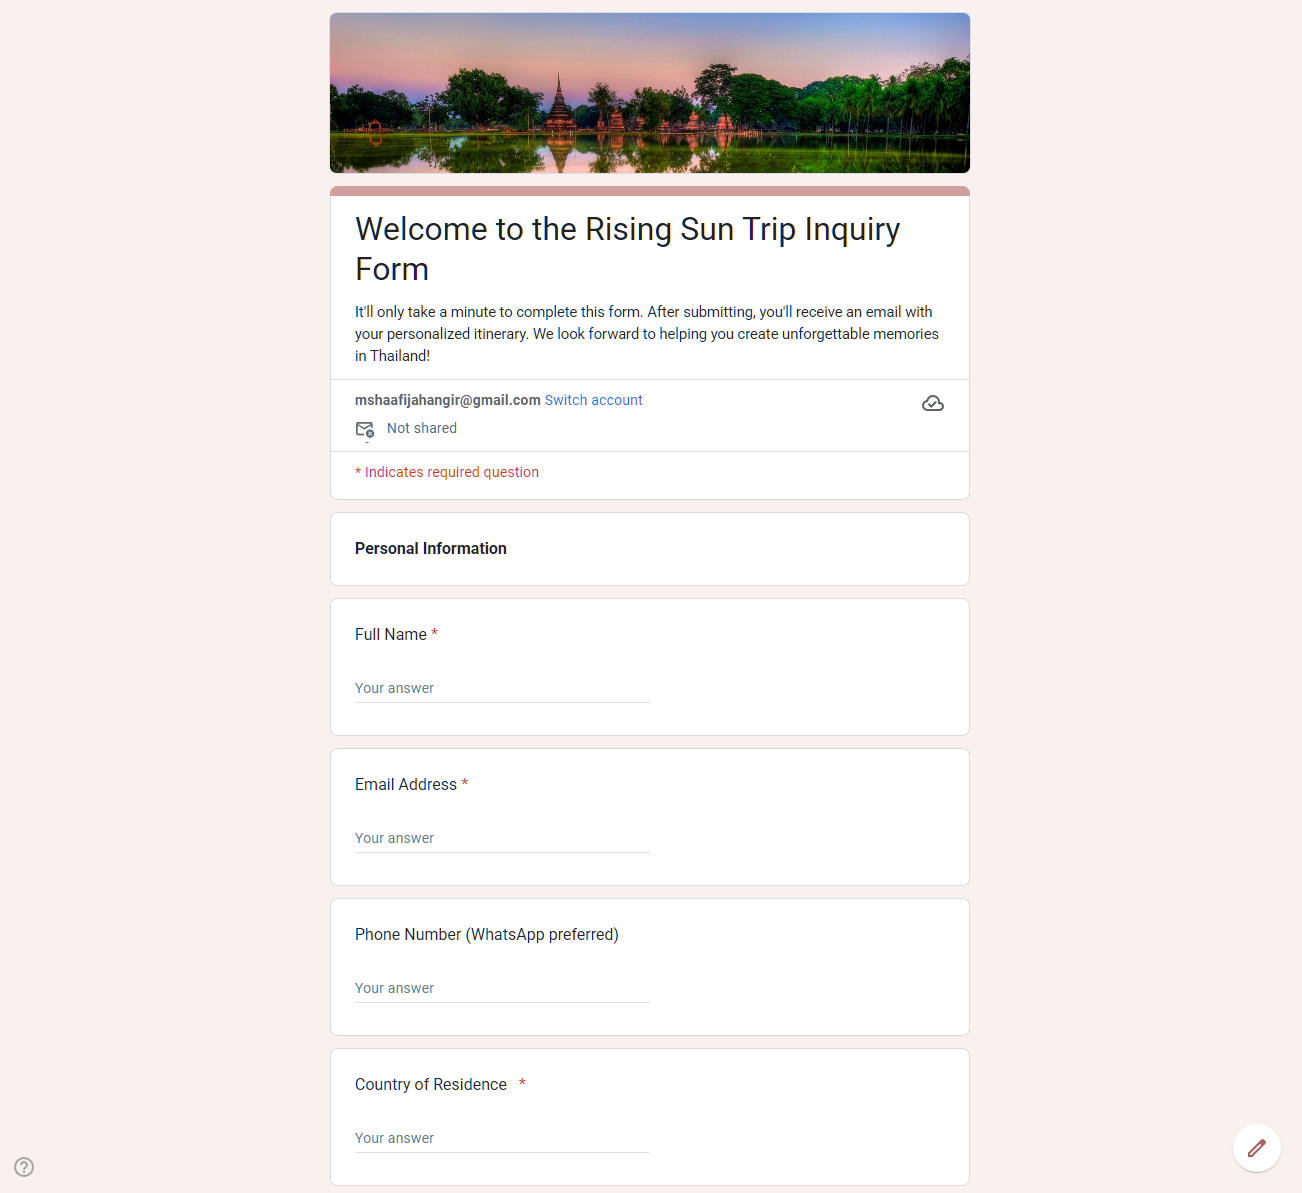 Welcome to the Rising Sun Trip Inquiry
Form
It'll only take a minute to complete this form. After submitting, you'll receive an email with
your personalized itinerary. We look forward to helping you create unforgettable memories
in Thailand!
mshaafijahangir@gmail.com Switch account
Not shared
* Indicates required question
Personal Information
Full Name *
Your answer
Email Address *
Your answer
Phone Number (WhatsApp preferred)
Your answer
Country of Residence *
Your answer